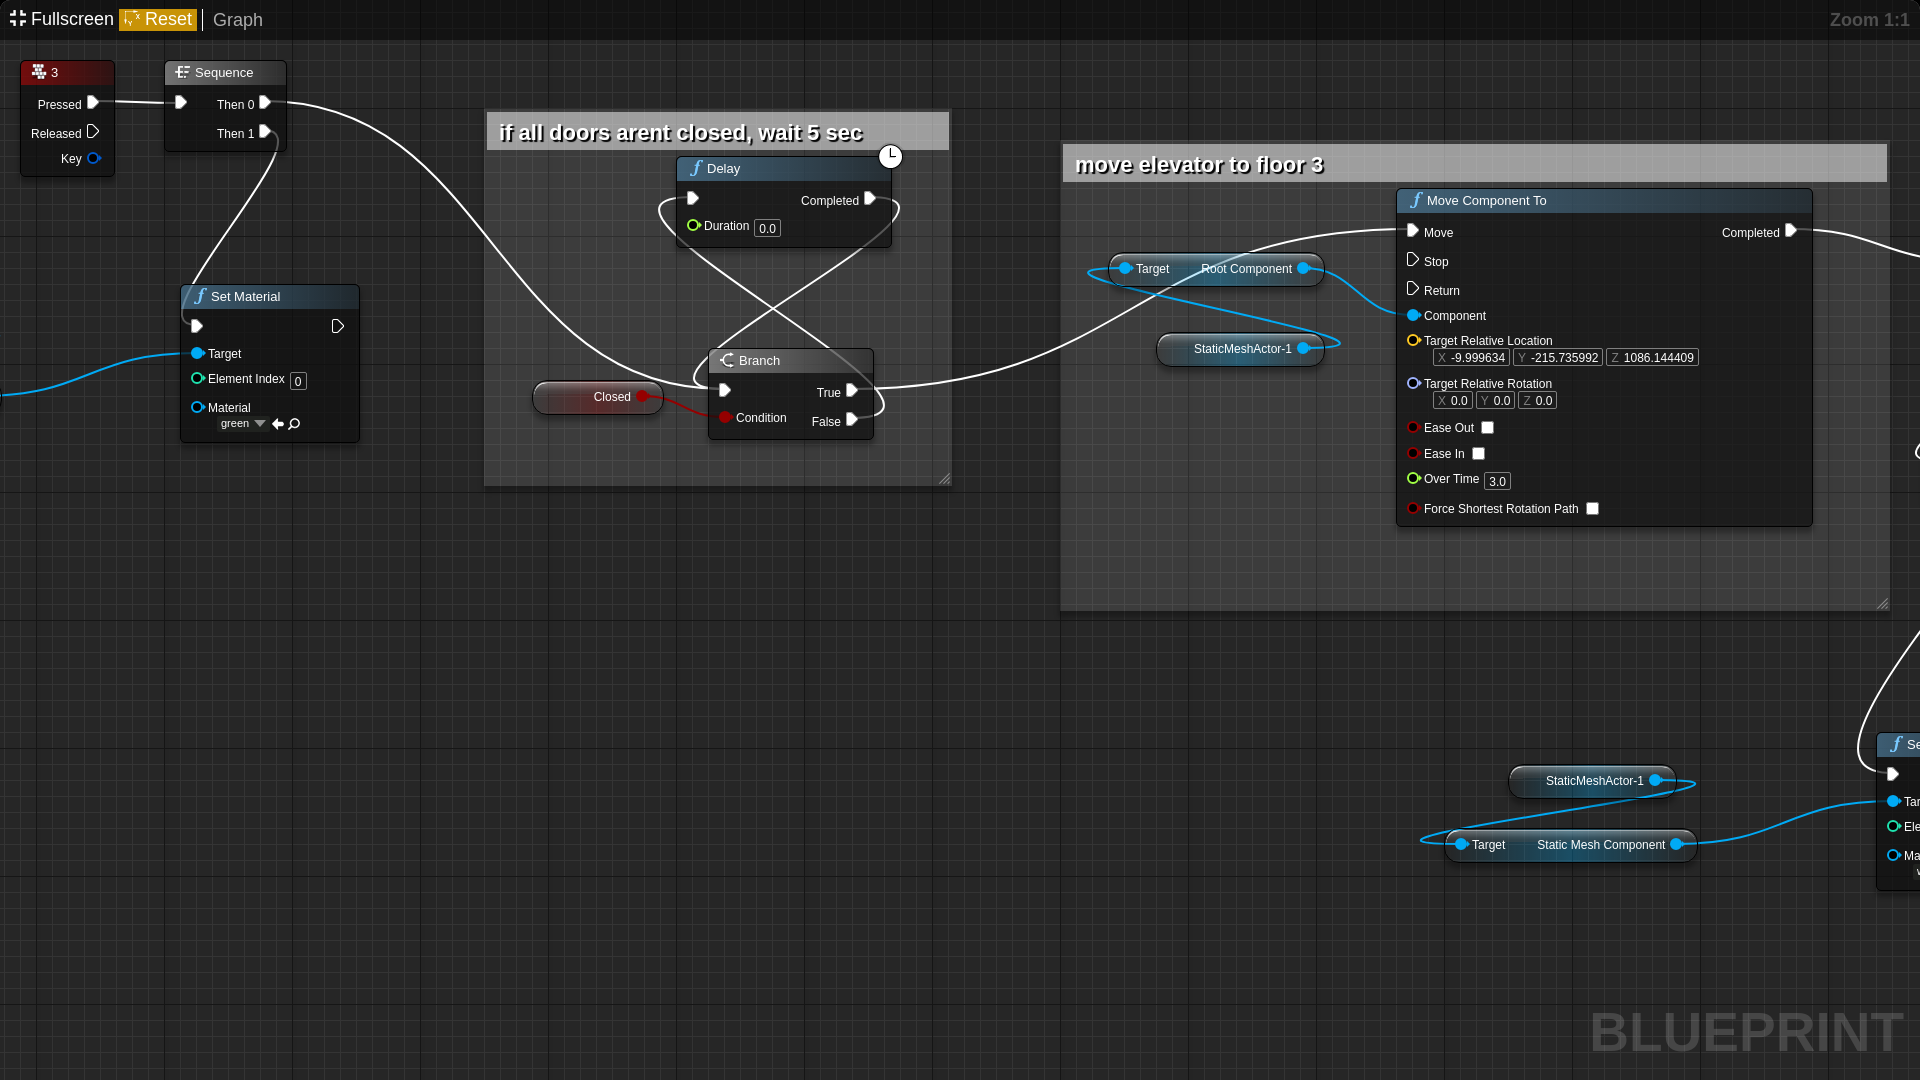 Fullscreen Reset Graph Zoom 1:1
3
Pressed
Released
Key
Sequence
Then 0
Then 1
Set Material
Target
Element Index 0
Material
green
if all doors arent closed, wait 5 sec
Delay
Completed
Duration 0.0
Closed
Branch
True
Condition
False
move elevator to floor 3
Target Root Component
StaticMeshActor-1
Move Component To
Move Completed
Stop
Return
Component
Target Relative Location
X -9.999634 Y -215.735992 Z 1086.144409
Target Relative Rotation
X 0.0 Y 0.0 Z 0.0
Ease Out
Ease In
Over Time 3.0
Force Shortest Rotation Path
StaticMeshActor-1
Target Static Mesh Component
Se
Tar
Ele
Ma
BLUEPRINT